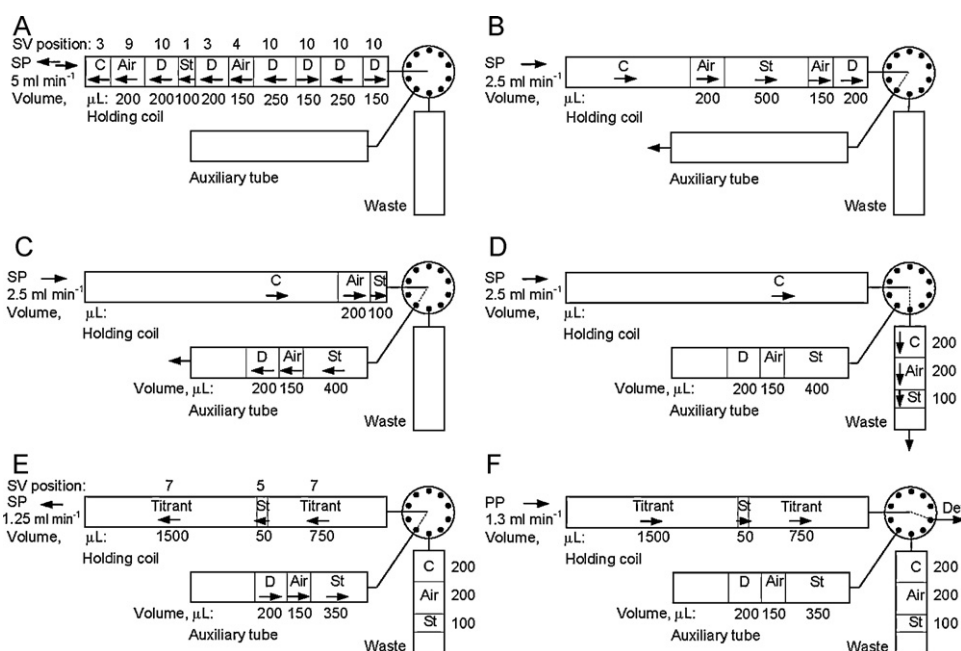 A
SV position: 3 9 10 1 3 4 10 10 10 10
SP
5 ml min-1
C Air D St D Air D D D D
Volume, μL: 200 200 100 200 150 250 150 250 150
Holding coil
Auxiliary tube
Waste
B
SP
2.5 ml min-1
C Air St Air D
Volume, μL: 200 500 150 200
Holding coil
Auxiliary tube
Waste
C
SP
2.5 ml min-1
C Air St
Volume, μL: 200 100
Holding coil
D Air St
Volume, μL: 200 150 400
Auxiliary tube
Waste
D
SP
2.5 ml min-1
C
Volume, μL:
Holding coil
D Air St
Volume, μL: 200 150 400
Auxiliary tube
C 200
Air 200
St 100
Waste
E
SV position: 7 5 7
SP
1.25 ml min-1
Titrant St Titrant
Volume, μL: 1500 50 750
Holding coil
D Air St
Volume, μL: 200 150 350
Auxiliary tube
C 200
Air 200
St 100
Waste
F
PP
1.3 ml min-1
Titrant St Titrant
De
Volume, μL: 1500 50 750
Holding coil
D Air St
Volume, μL: 200 150 350
Auxiliary tube
C 200
Air 200
St 100
Waste